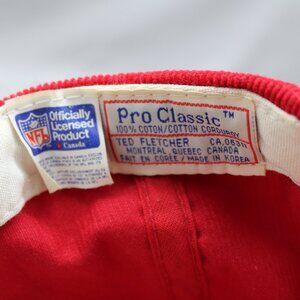 NFL
Officially
Licensed
Product
Canada
Pro Classic™
100% COTON/COTTON CORDUROY
TED FLETCHER CA.06311
MONTREAL QUEBEC CANADA
FAIT EN COREE / MADE IN KOREA